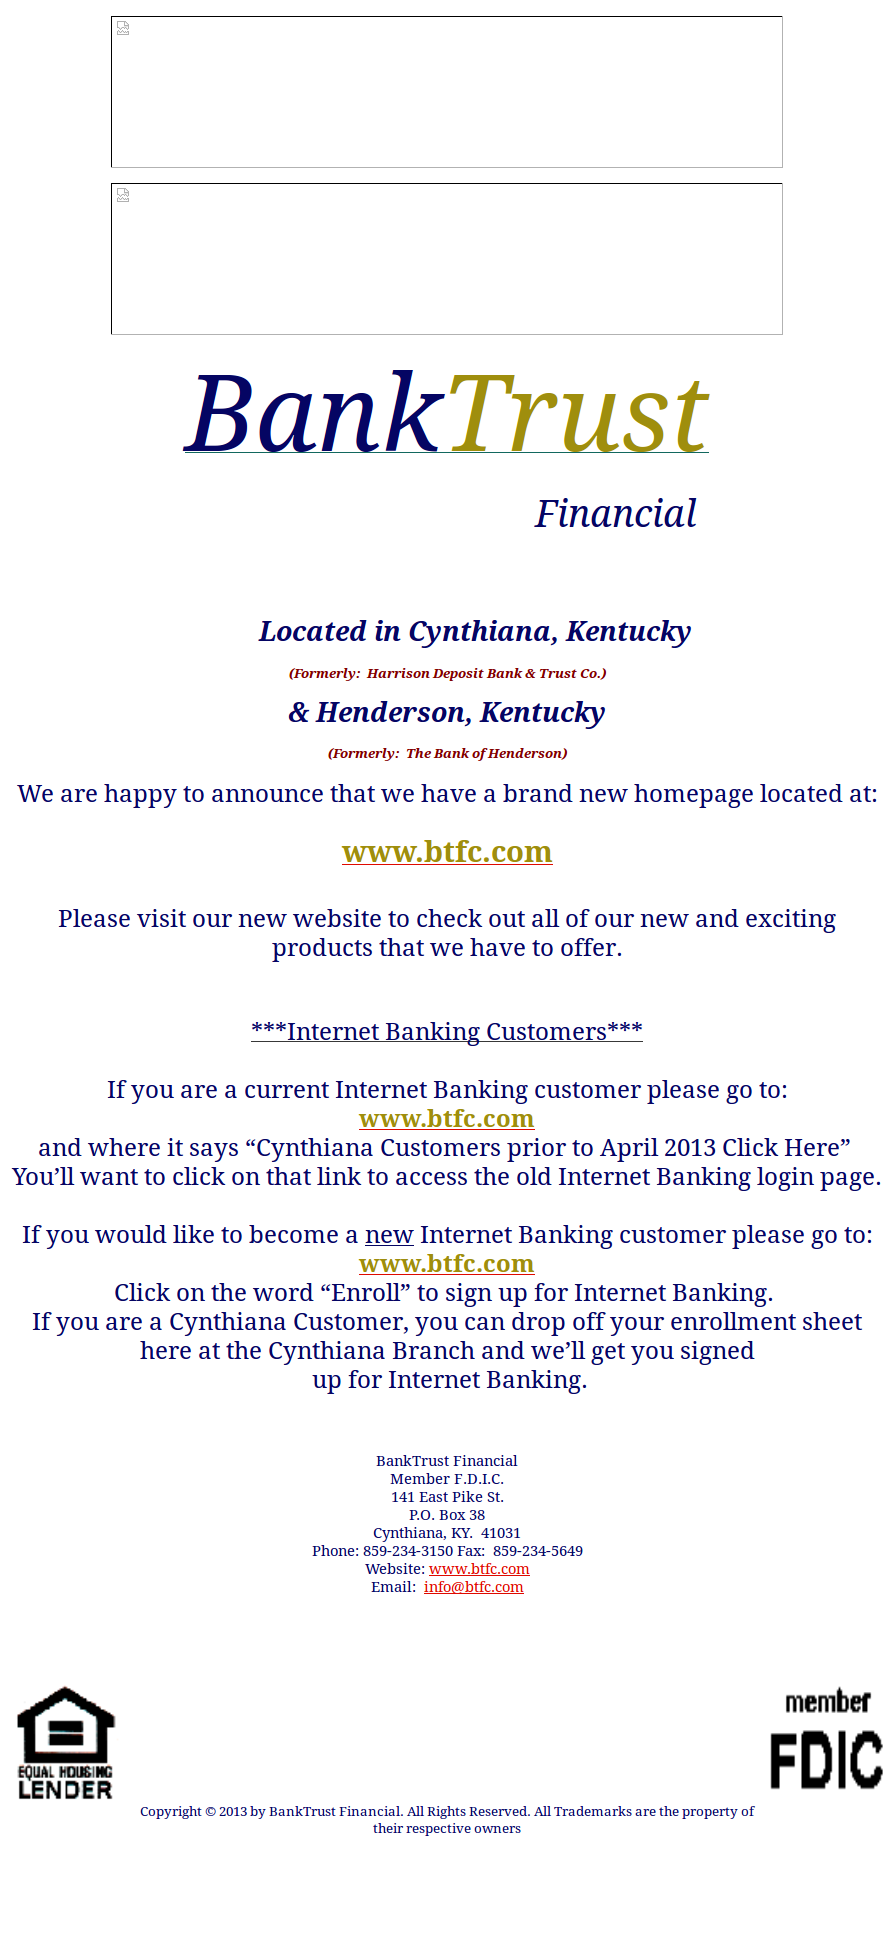 BankTrust
Financial
Located in Cynthiana, Kentucky
(Formerly:  Harrison Deposit Bank & Trust Co.)
& Henderson, Kentucky
(Formerly:  The Bank of Henderson)
We are happy to announce that we have a brand new homepage located at:
www.btfc.com
Please visit our new website to check out all of our new and exciting
products that we have to offer.
***Internet Banking Customers***
If you are a current Internet Banking customer please go to:
www.btfc.com
and where it says “Cynthiana Customers prior to April 2013 Click Here”
You’ll want to click on that link to access the old Internet Banking login page.
If you would like to become a new Internet Banking customer please go to:
www.btfc.com
Click on the word “Enroll” to sign up for Internet Banking.
If you are a Cynthiana Customer, you can drop off your enrollment sheet
here at the Cynthiana Branch and we’ll get you signed
up for Internet Banking.
BankTrust Financial
Member F.D.I.C.
141 East Pike St.
P.O. Box 38
Cynthiana, KY.  41031
Phone: 859-234-3150 Fax:  859-234-5649
Website: www.btfc.com
Email:  info@btfc.com
EQUAL HOUSING
LENDER
member
FDIC
Copyright © 2013 by BankTrust Financial. All Rights Reserved. All Trademarks are the property of
their respective owners